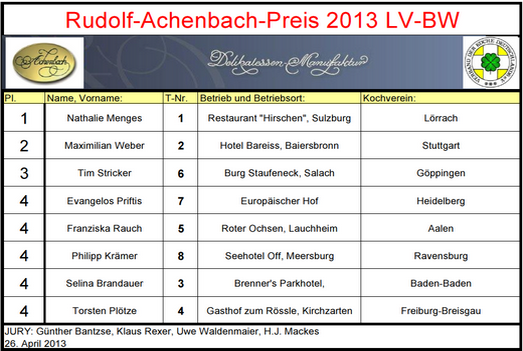 Rudolf-Achenbach-Preis 2013 LV-BW
Achenbach Delikatessen-Manufaktur
Pl. Name, Vorname: T-Nr. Betrieb und Betriebsort: Kochverein:
1 Nathalie Menges 1 Restaurant "Hirschen", Sulzburg Lörrach
2 Maximilian Weber 2 Hotel Bareiss, Baiersbronn Stuttgart
3 Tim Stricker 6 Burg Staufeneck, Salach Göppingen
4 Evangelos Priftis 7 Europäischer Hof Heidelberg
4 Franziska Rauch 5 Roter Ochsen, Lauchheim Aalen
4 Philipp Krämer 8 Seehotel Off, Meersburg Ravensburg
4 Selina Brandauer 3 Brenner's Parkhotel, Baden-Baden
4 Torsten Plötze 4 Gasthof zum Rössle, Kirchzarten Freiburg-Breisgau
JURY: Günther Bantzse, Klaus Rexer, Uwe Waldenmaier, H.J. Mackes
26. April 2013